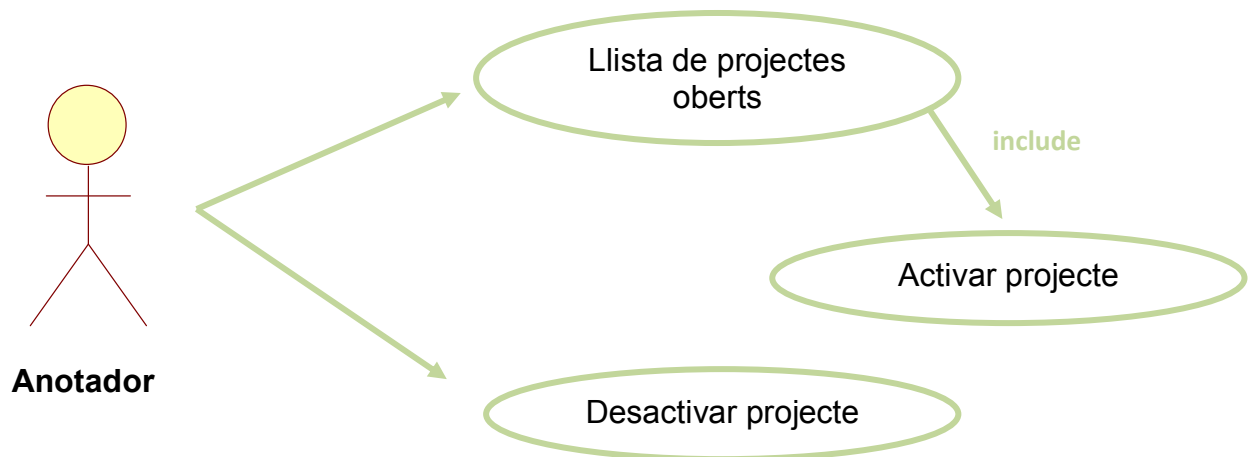 Llista de projectes
oberts
include
Activar projecte
Anotador
Desactivar projecte